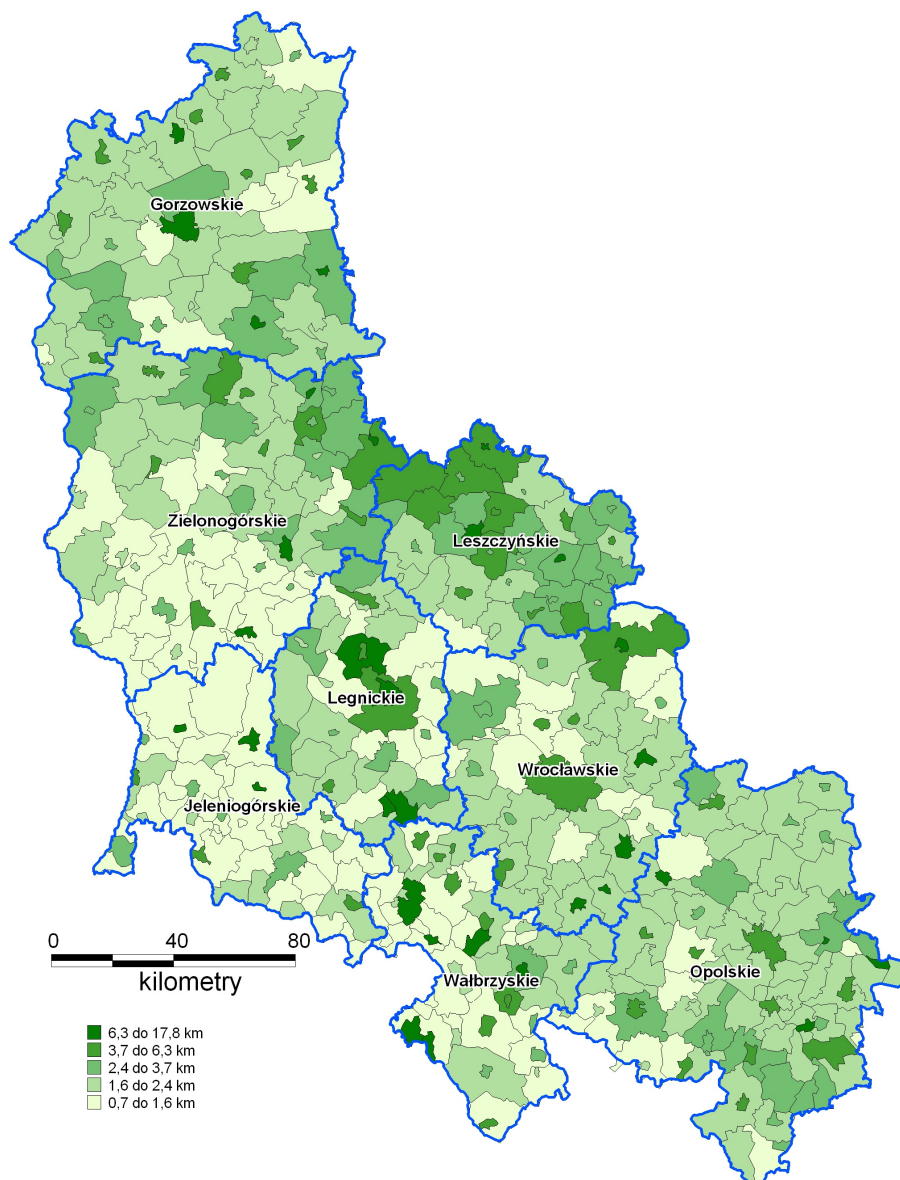 Gorzowskie
Zielonogórskie
Leszczyńskie
Legnickie
Wrocławskie
Jeleniogórskie
0 40 80
kilometry
Wałbrzyskie
Opolskie
6,3 do 17,8 km
3,7 do 6,3 km
2,4 do 3,7 km
1,6 do 2,4 km
0,7 do 1,6 km